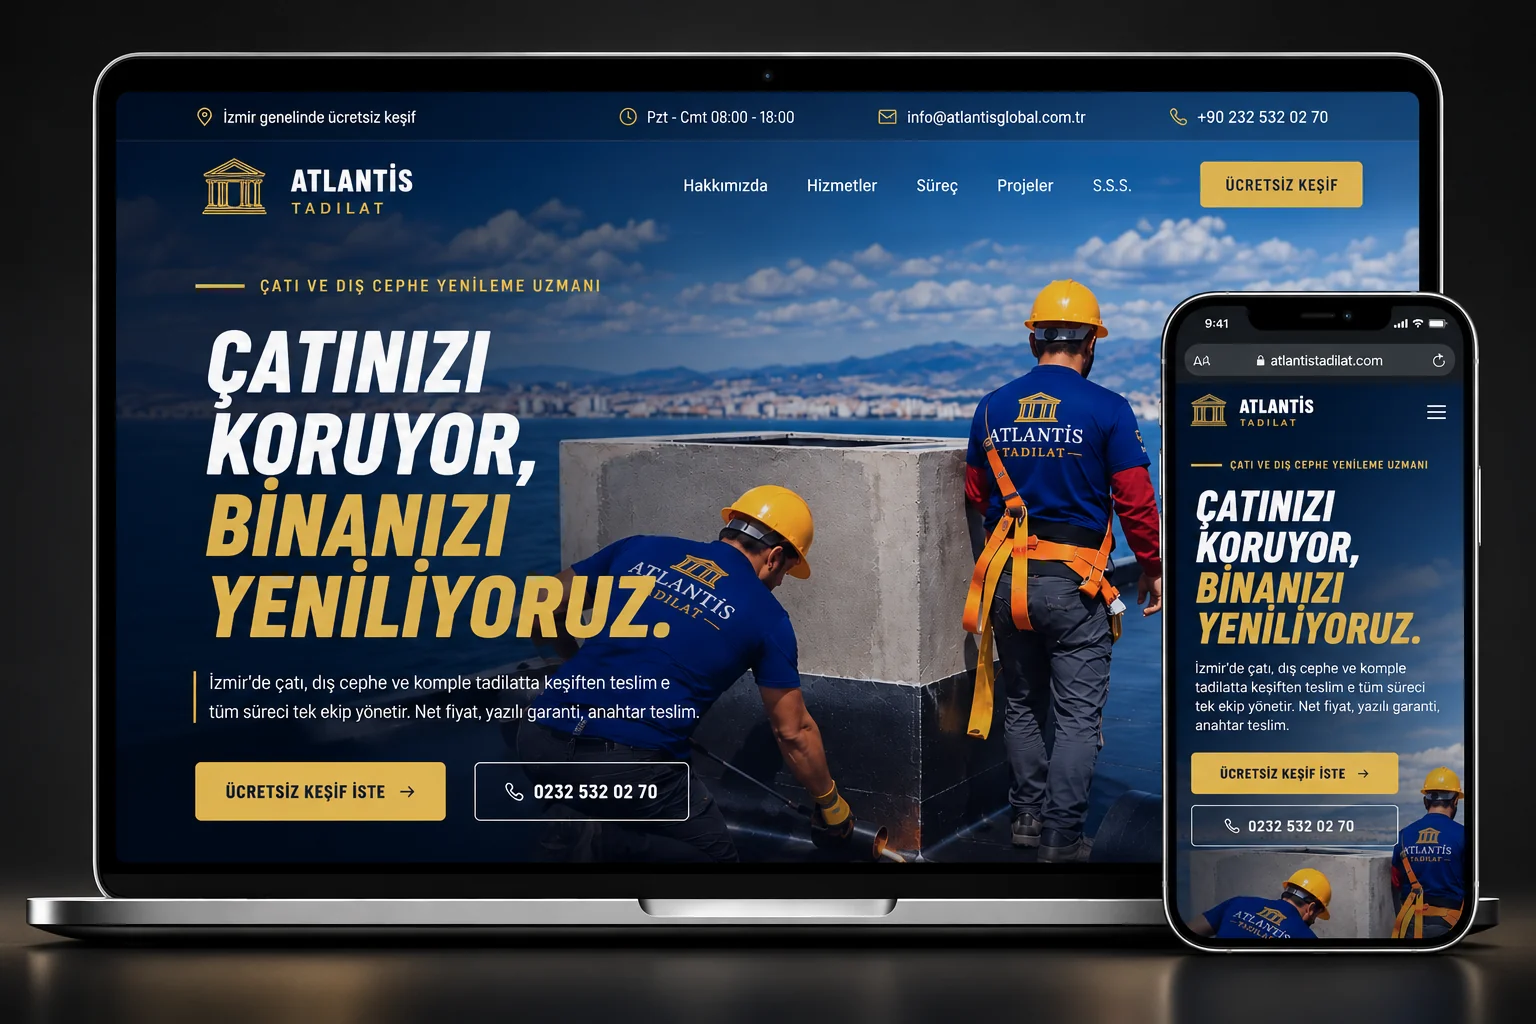 İzmir genelinde ücretsiz keşif
Pzt - Cmt 08:00 - 18:00
info@atlantisglobal.com.tr
+90 232 532 02 70
ATLANTİS
TADILAT
Hakkımızda
Hizmetler
Süreç
Projeler
S.S.S.
ÜCRETSİZ KEŞİF
ÇATI VE DIŞ CEPHE YENİLEME UZMANI
ÇATINIZI
KORUYOR,
BİNANIZI
YENİLİYORUZ.
İzmir'de çatı, dış cephe ve komple tadilatta keşiften teslim e
tüm süreci tek ekip yönetir. Net fiyat, yazılı garanti, anahtar teslim.
ÜCRETSİZ KEŞİF İSTE →
0232 532 02 70
ATLANTİS
TADILAT
ATLANTİS
TADILAT
9:41
AA
atlantistadilat.com
ATLANTİS
TADILAT
ÇATI VE DIŞ CEPHE YENİLEME UZMANI
ÇATINIZI
KORUYOR,
BİNANIZI
YENİLİYORUZ.
İzmir'de çatı, dış cephe ve komple
tadilatta keşiften teslim e tüm süreci
tek ekip yönetir. Net fiyat, yazılı garanti,
anahtar teslim.
ÜCRETSİZ KEŞİF İSTE →
0232 532 02 70
ATLANTİS
TADILAT
ATLANTİS
TADILAT